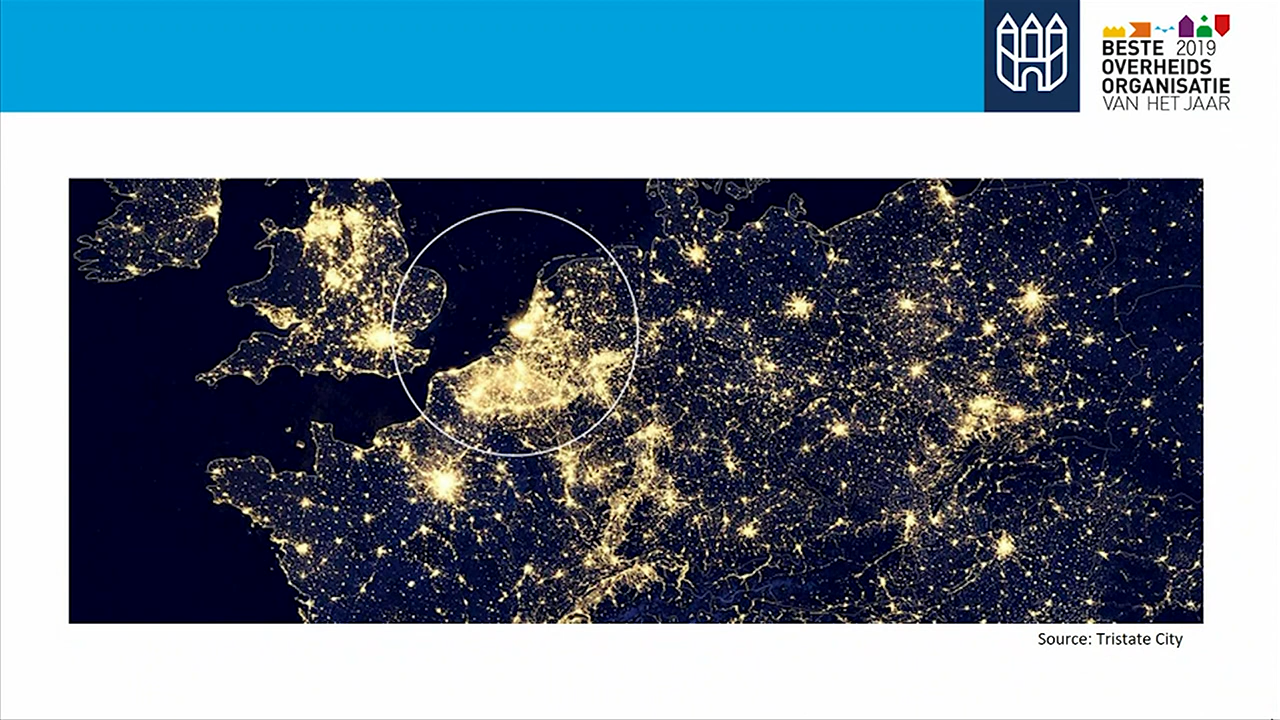 BESTE 2019
OVERHEIDS
ORGANISATIE
VAN HET JAAR
Source: Tristate City